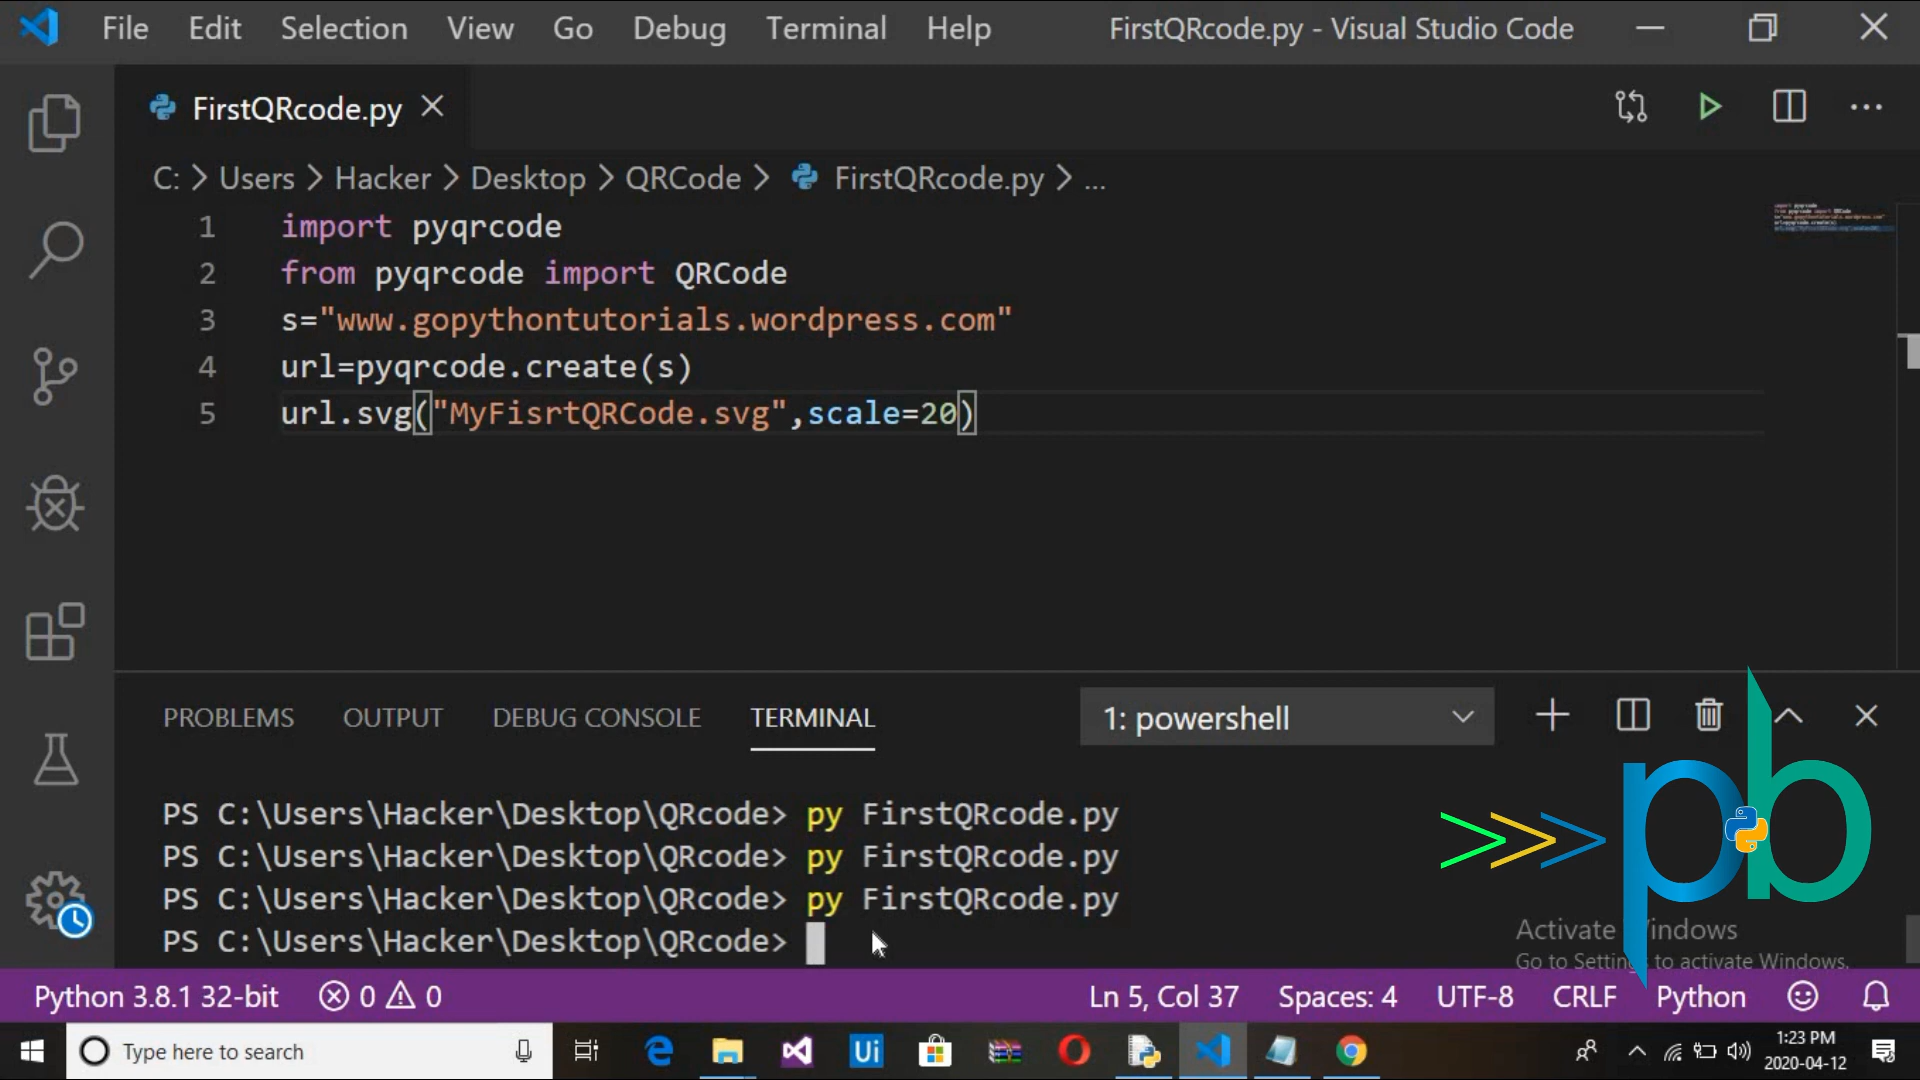 File Edit Selection View Go Debug Terminal Help FirstQRcode.py - Visual Studio Code
FirstQRcode.py
C: > Users > Hacker > Desktop > QRCode > FirstQRcode.py > ...
1 import pyqrcode
2 from pyqrcode import QRCode
3 s="www.gopythontutorials.wordpress.com"
4 url=pyqrcode.create(s)
5 url.svg("MyFisrtQRCode.svg",scale=20)
PROBLEMS OUTPUT DEBUG CONSOLE TERMINAL 1: powershell
PS C:\Users\Hacker\Desktop\QRcode> py FirstQRcode.py
PS C:\Users\Hacker\Desktop\QRcode> py FirstQRcode.py
PS C:\Users\Hacker\Desktop\QRcode> py FirstQRcode.py
PS C:\Users\Hacker\Desktop\QRcode>
>>> pb
Activate Windows
Go to Settings to activate Windows.
Python 3.8.1 32-bit 0 0 Ln 5, Col 37 Spaces: 4 UTF-8 CRLF Python
Type here to search Ui 1:23 PM
2020-04-12